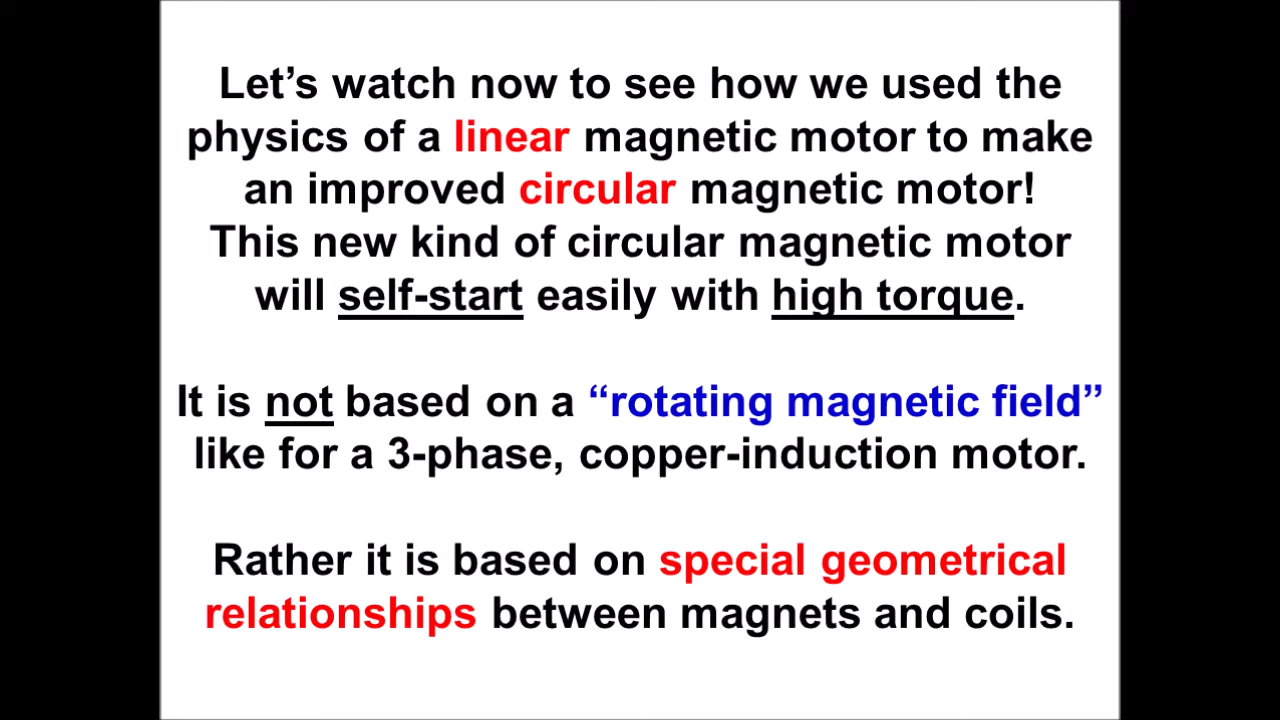 Let’s watch now to see how we used the
physics of a linear magnetic motor to make
an improved circular magnetic motor!
This new kind of circular magnetic motor
will self-start easily with high torque.
It is not based on a “rotating magnetic field”
like for a 3-phase, copper-induction motor.
Rather it is based on special geometrical
relationships between magnets and coils.